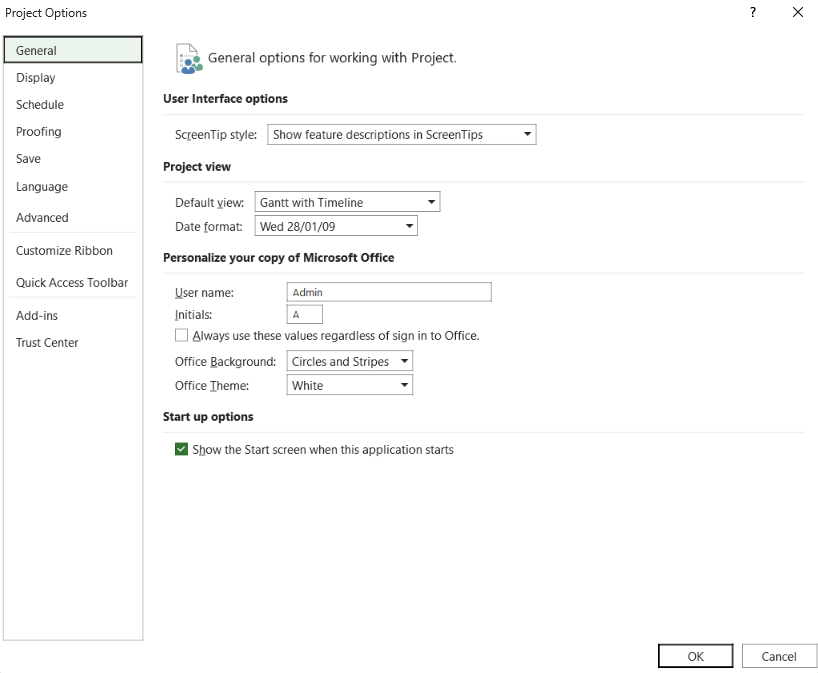 Project Options
?
General
Display
Schedule
Proofing
Save
Language
Advanced
Customize Ribbon
Quick Access Toolbar
Add-ins
Trust Center
General options for working with Project.
User Interface options
ScreenTip style: Show feature descriptions in ScreenTips
Project view
Default view: Gantt with Timeline
Date format: Wed 28/01/09
Personalize your copy of Microsoft Office
User name: Admin
Initials: A
Always use these values regardless of sign in to Office.
Office Background: Circles and Stripes
Office Theme: White
Start up options
Show the Start screen when this application starts
OK Cancel